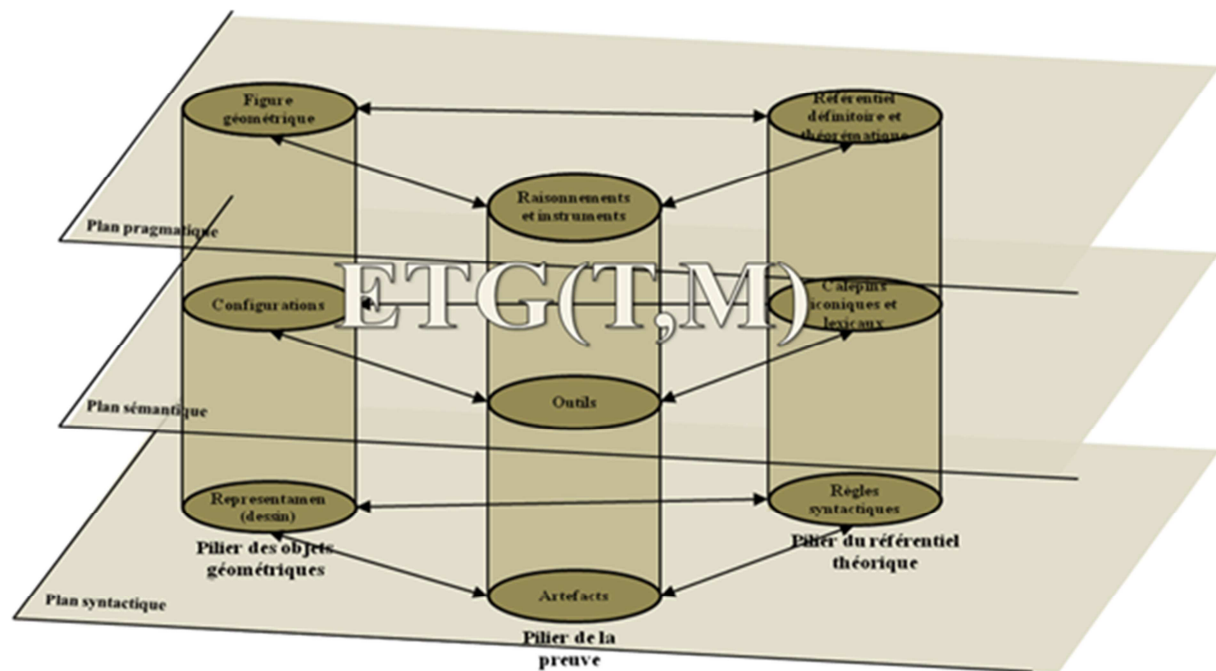 Figure
géométrique
Référentiel
définitoire et
théorématique
Raisonnements
et instruments
Plan pragmatique
ETG(T,M)
Configurations
Calepins
iconiques et
lexicaux
Outils
Plan sémantique
Representamen
(dessin)
Règles
syntactiques
Pilier des objets
géométriques
Pilier du référentiel
théorique
Plan syntactique
Artefacts
Pilier de la
preuve